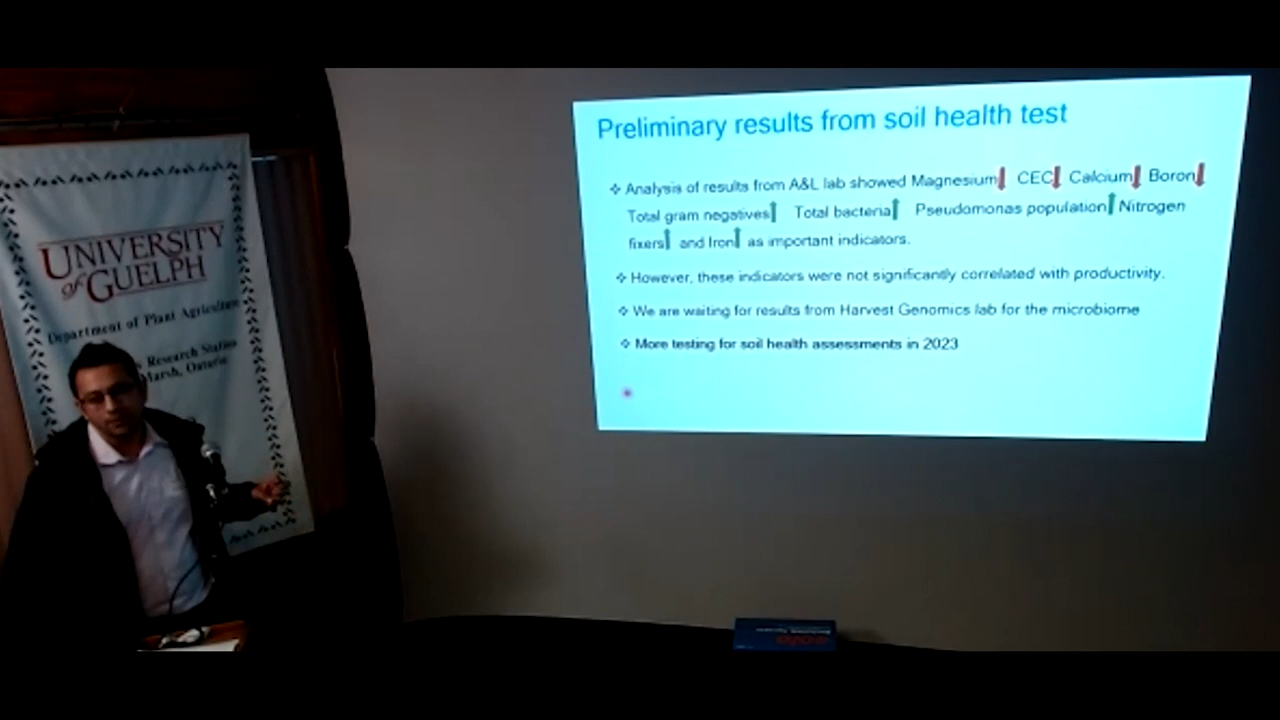 UNIVERSITY
of GUELPH
Department of Plant Agriculture
Research Station
Marsh, Ontario
Preliminary results from soil health test
❖ Analysis of results from A&L lab showed Magnesium⬇ CEC⬇ Calcium⬇ Boron⬇
Total gram negatives⬆ Total bacteria⬆ Pseudomonas population⬆ Nitrogen
fixers⬆ and Iron⬆ as important indicators.
❖ However, these indicators were not significantly correlated with productivity.
❖ We are waiting for results from Harvest Genomics lab for the microbiome
❖ More testing for soil health assessments in 2023